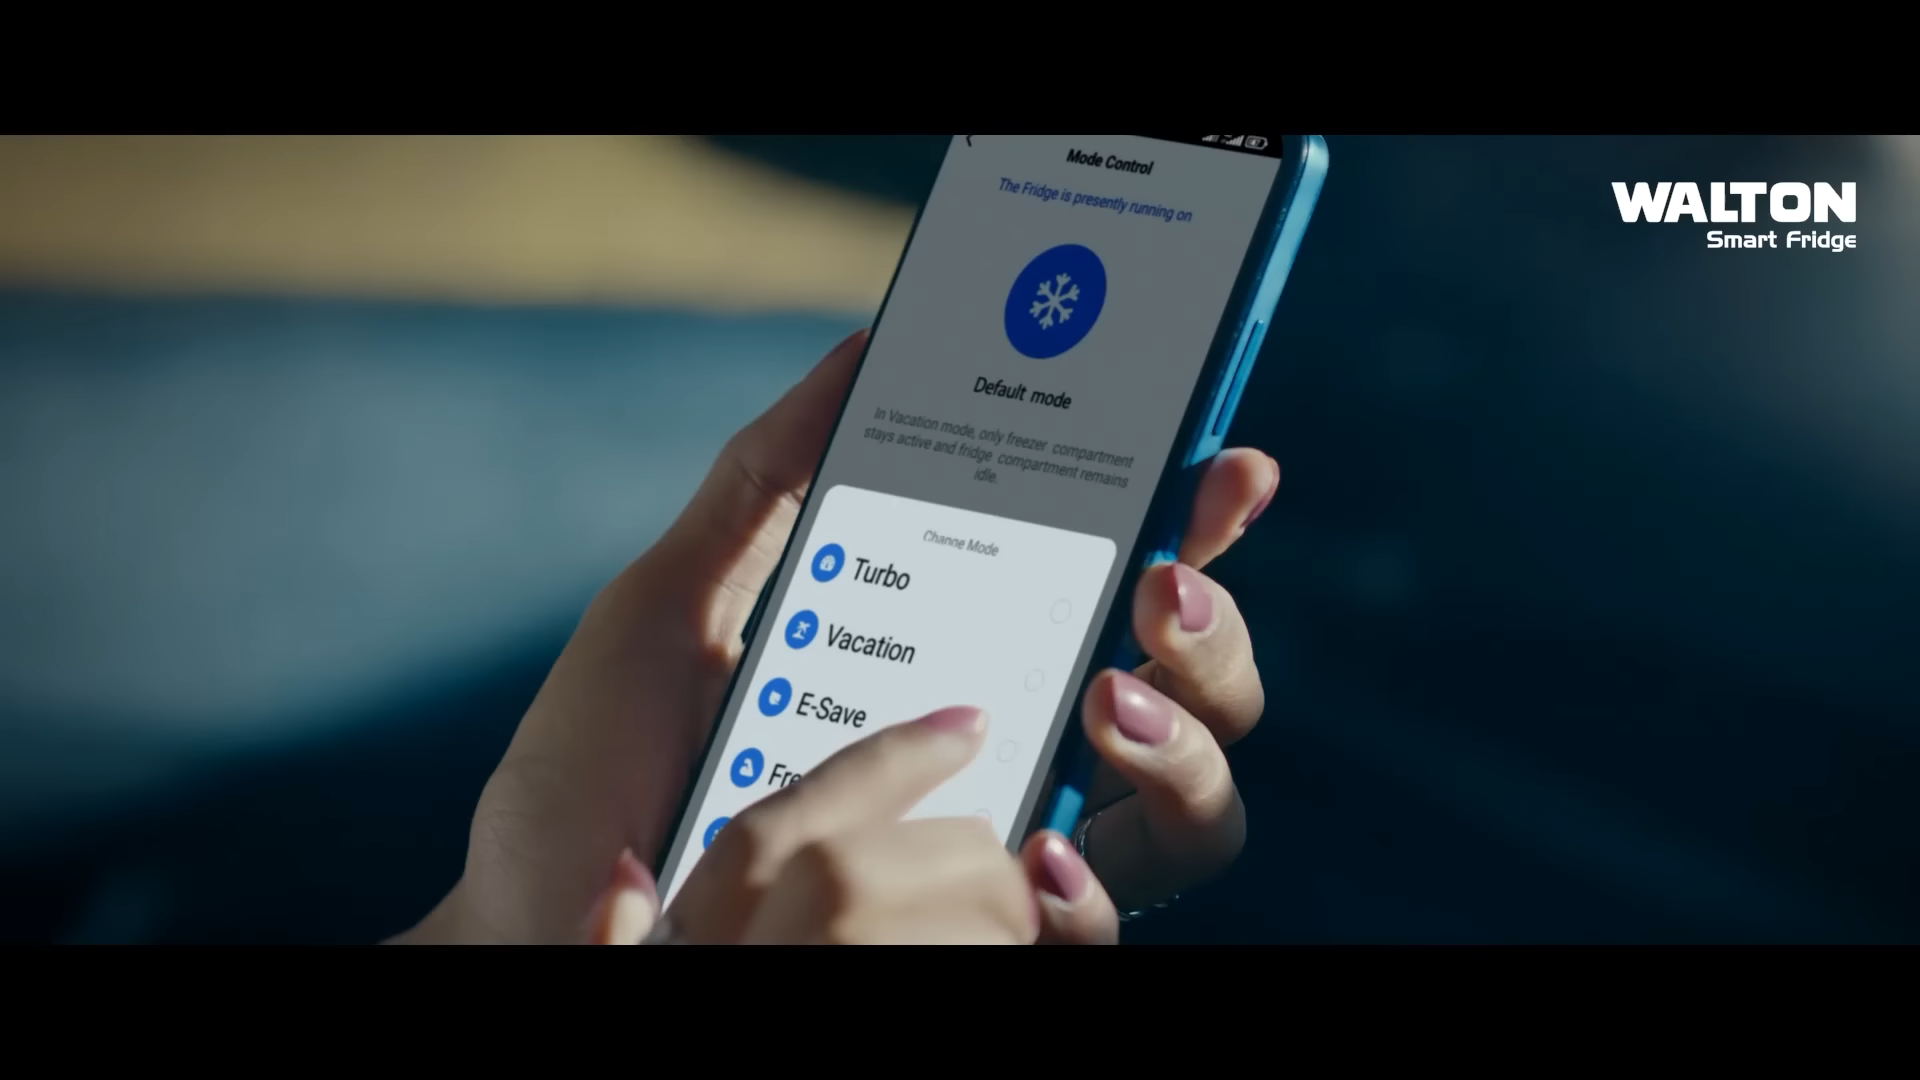 WALTON
Smart Fridge
Mode Control
The Fridge is presently running on
Default mode
In Vacation mode, only freezer compartment
stays active and fridge compartment remains
idle.
Change Mode
Turbo
Vacation
E-Save